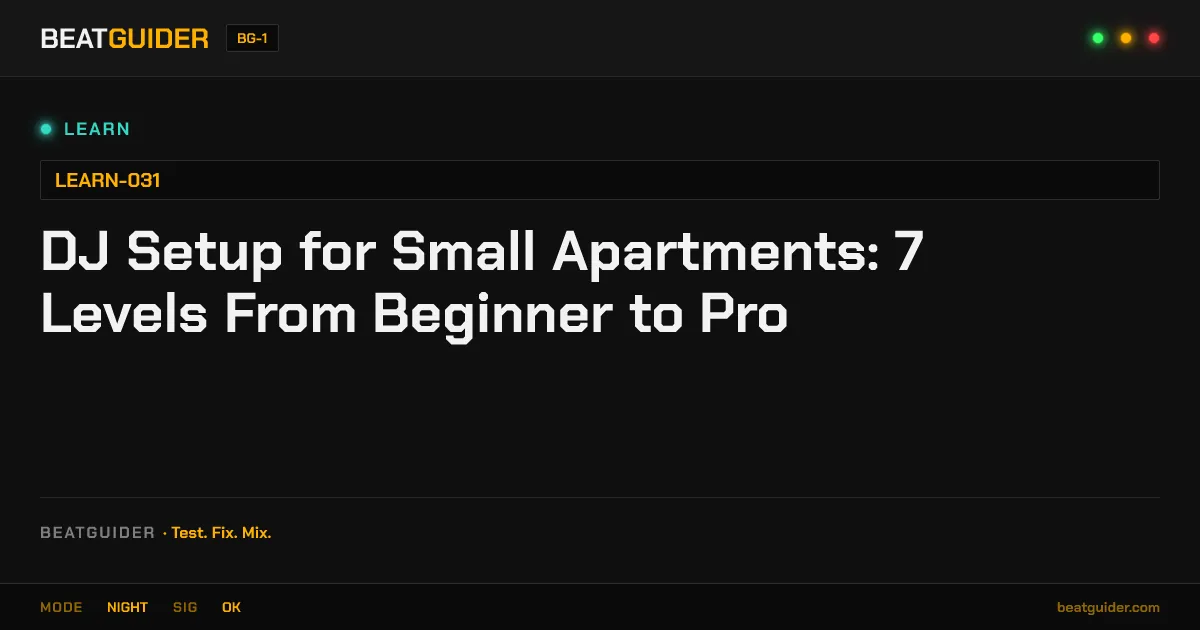 BEATGUIDER BG-1
LEARN
LEARN-031
DJ Setup for Small Apartments: 7
Levels From Beginner to Pro
BEATGUIDER · Test. Fix. Mix.
MODE NIGHT SIG OK beatguider.com